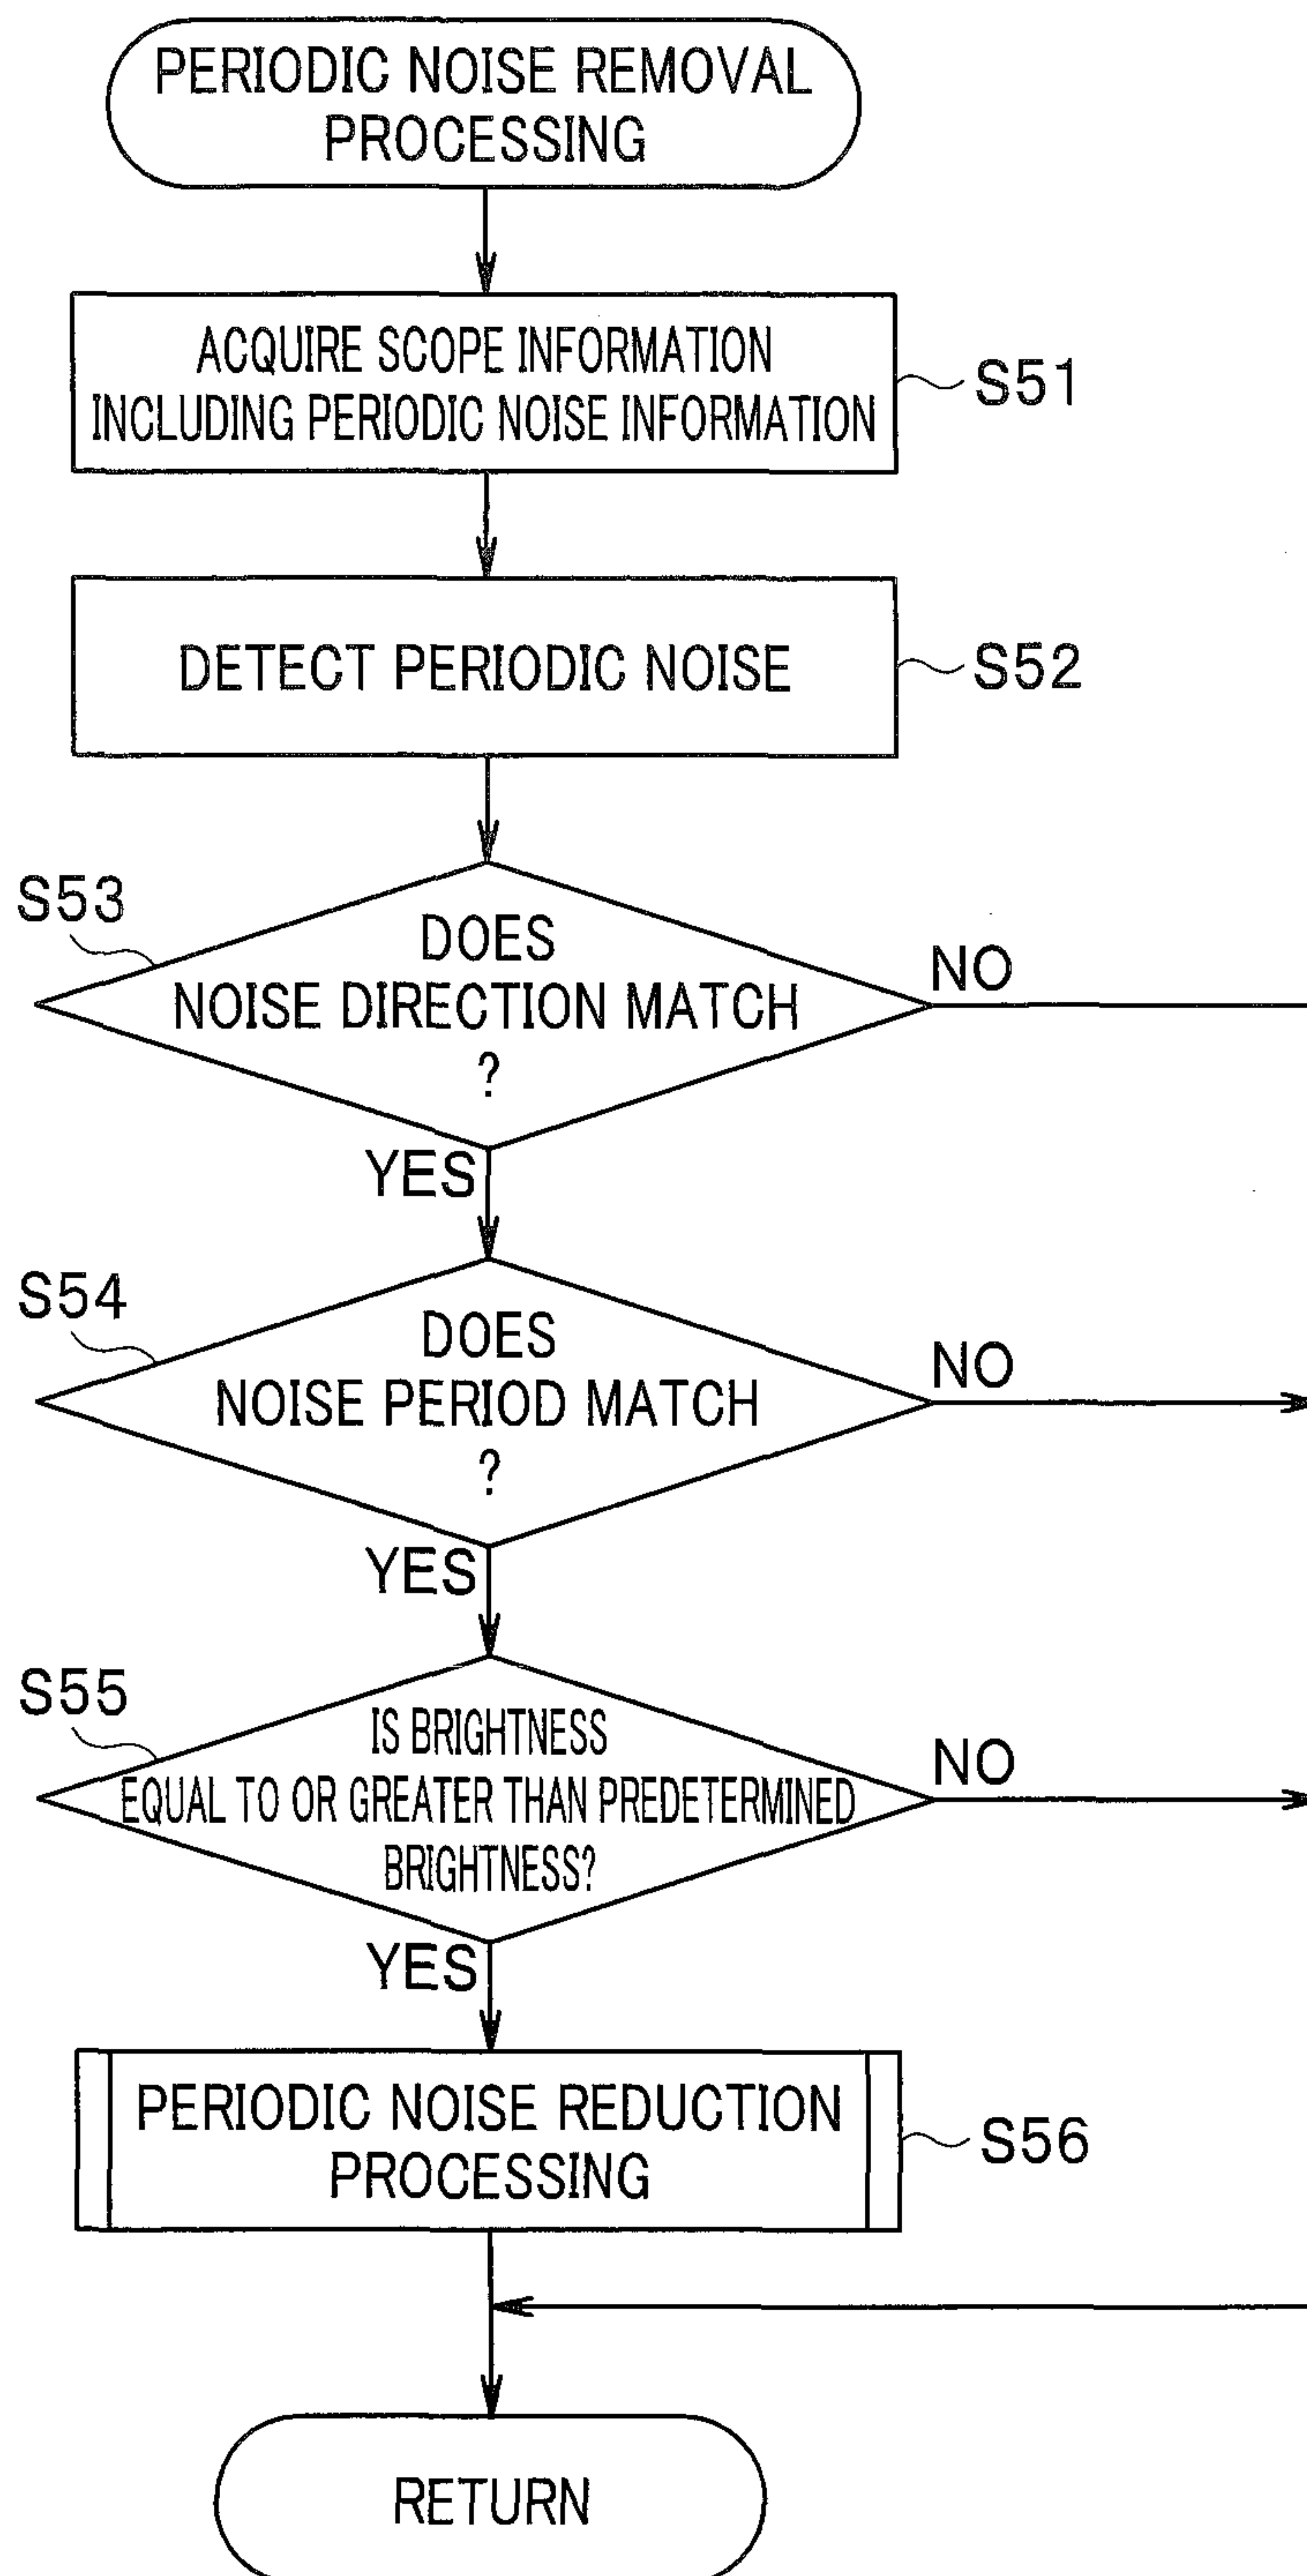 PERIODIC NOISE REMOVAL
PROCESSING
ACQUIRE SCOPE INFORMATION
INCLUDING PERIODIC NOISE INFORMATION
S51
DETECT PERIODIC NOISE
S52
S53
DOES
NOISE DIRECTION MATCH
?
NO
YES
S54
DOES
NOISE PERIOD MATCH
?
NO
YES
S55
IS BRIGHTNESS
EQUAL TO OR GREATER THAN PREDETERMINED
BRIGHTNESS?
NO
YES
PERIODIC NOISE REDUCTION
PROCESSING
S56
RETURN